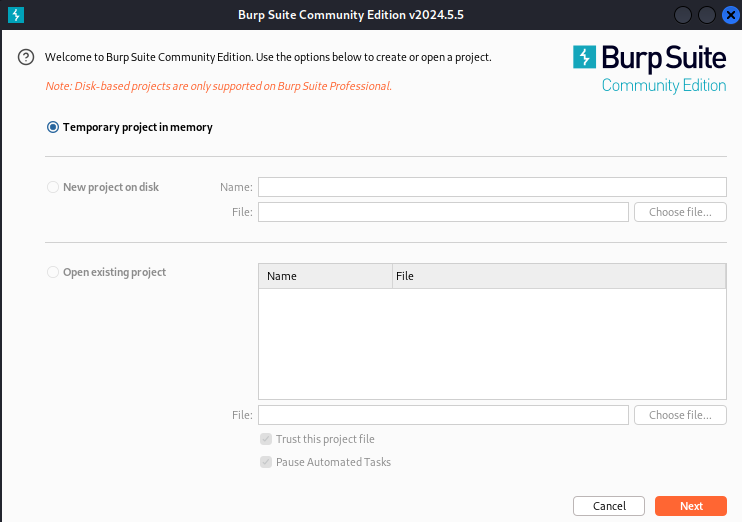 Burp Suite Community Edition v2024.5.5
Welcome to Burp Suite Community Edition. Use the options below to create or open a project.
Burp Suite
Community Edition
Note: Disk-based projects are only supported on Burp Suite Professional.
Temporary project in memory
New project on disk
Name:
File:
Choose file...
Open existing project
Name
File
File:
Choose file...
Trust this project file
Pause Automated Tasks
Cancel
Next